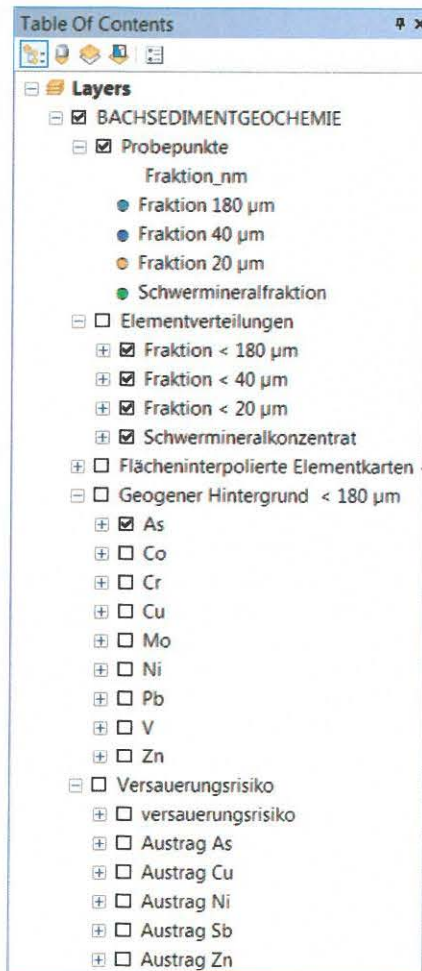 Table Of Contents
Layers
BACHSEDIMENTGEOCHEMIE
Probepunkte
Fraktion_nm
Fraktion 180 µm
Fraktion 40 µm
Fraktion 20 µm
Schwermineralfraktion
Elementverteilungen
Fraktion < 180 µm
Fraktion < 40 µm
Fraktion < 20 µm
Schwermineralkonzentrat
Flächeninterpolierte Elementkarten
Geogener Hintergrund < 180 µm
As
Co
Cr
Cu
Mo
Ni
Pb
V
Zn
Versauerungsrisiko
versauerungsrisiko
Austrag As
Austrag Cu
Austrag Ni
Austrag Sb
Austrag Zn